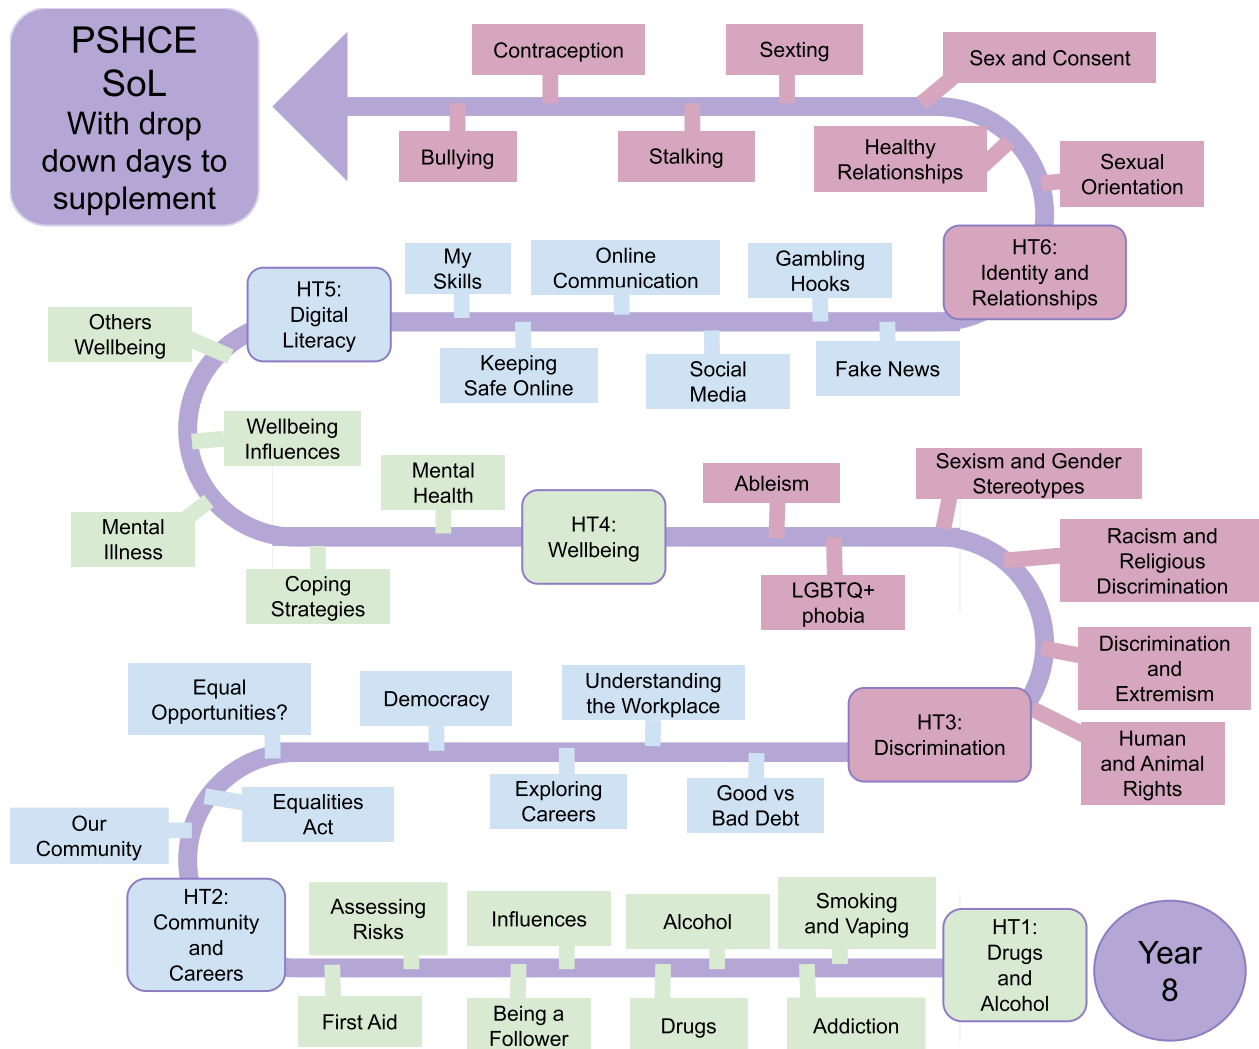 PSHCE
SoL
With drop
down days to
supplement
Contraception
Sexting
Sex and Consent
Bullying
Stalking
Healthy
Relationships
Sexual
Orientation
HT6:
Identity and
Relationships
My
Skills
Online
Communication
Gambling
Hooks
HT5:
Digital
Literacy
Keeping
Safe Online
Social
Media
Fake News
Others
Wellbeing
Wellbeing
Influences
Mental
Illness
Coping
Strategies
Mental
Health
HT4:
Wellbeing
Ableism
LGBTQ+
phobia
Sexism and Gender
Stereotypes
Racism and
Religious
Discrimination
Discrimination
and
Extremism
Human
and Animal
Rights
HT3:
Discrimination
Equal
Opportunities?
Democracy
Understanding
the Workplace
Exploring
Careers
Good vs
Bad Debt
Equalities
Act
Our
Community
HT2:
Community
and
Careers
Assessing
Risks
Influences
Alcohol
Smoking
and Vaping
First Aid
Being a
Follower
Drugs
Addiction
HT1:
Drugs
and
Alcohol
Year
8